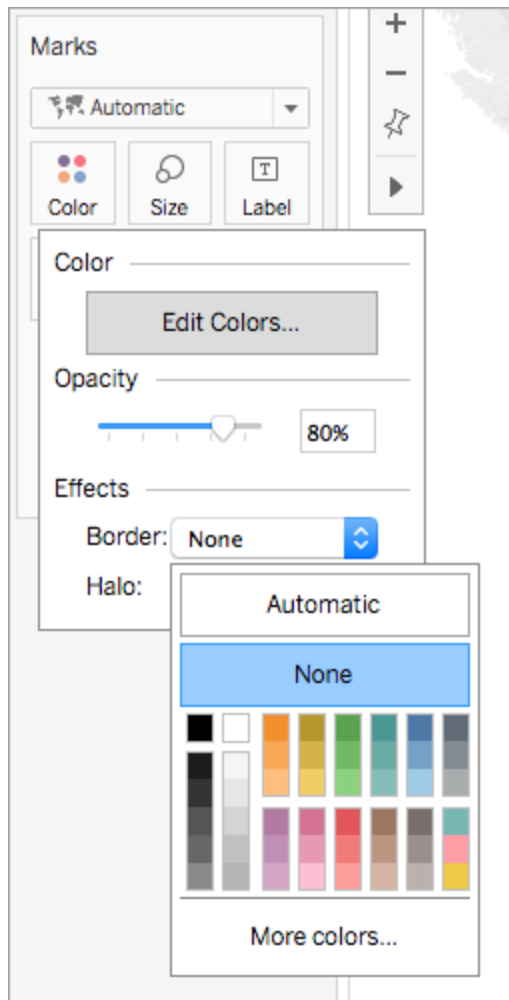 Marks
Automatic
Color
Size
T
Label
Color
Edit Colors...
Opacity
80%
Effects
Border: None
Halo:
Automatic
None
More colors...